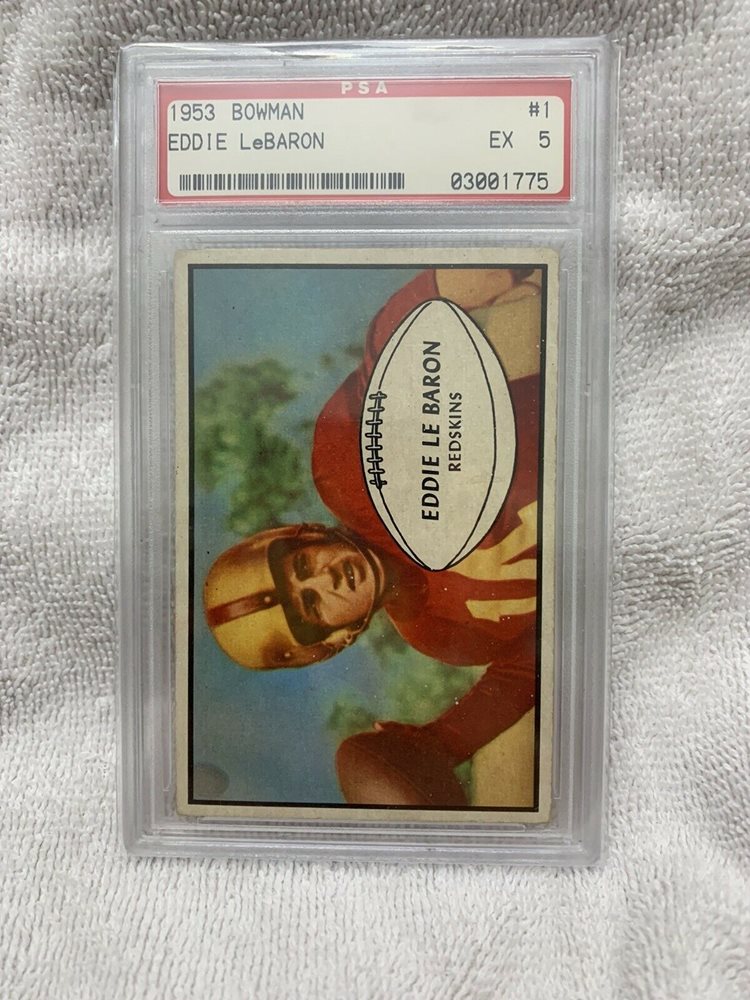 PSA
1953 BOWMAN #1
EDDIE LeBARON EX 5
03001775
EDDIE LE BARON
REDSKINS